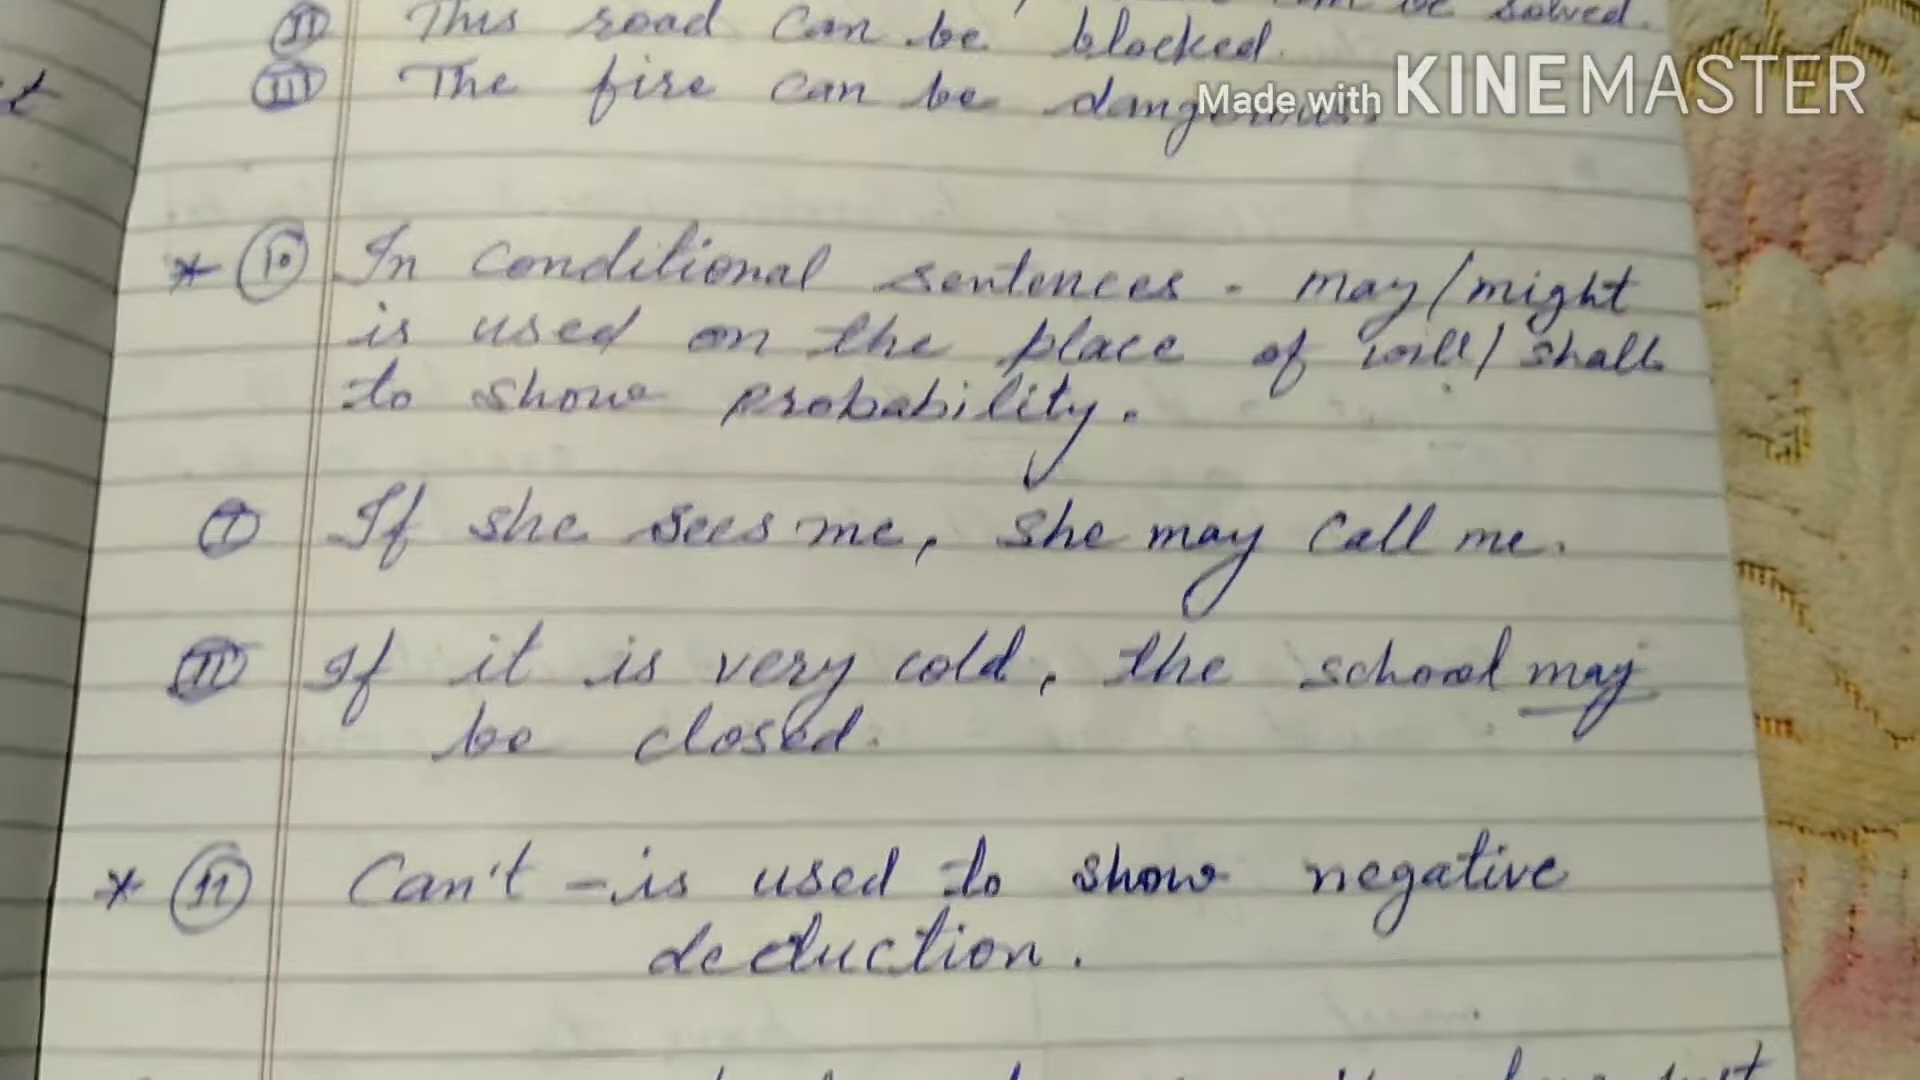 be solved.
II This road can be blocked.
III The fire can be dangerous.
Made with KINEMASTER
* 10 In conditional sentences - may/might
is used on the place of will/shall
to show probability.
I If she sees me, she may call me.
II If it is very cold, the school may
be closed.
* 11 Can't - is used to show negative
deduction.